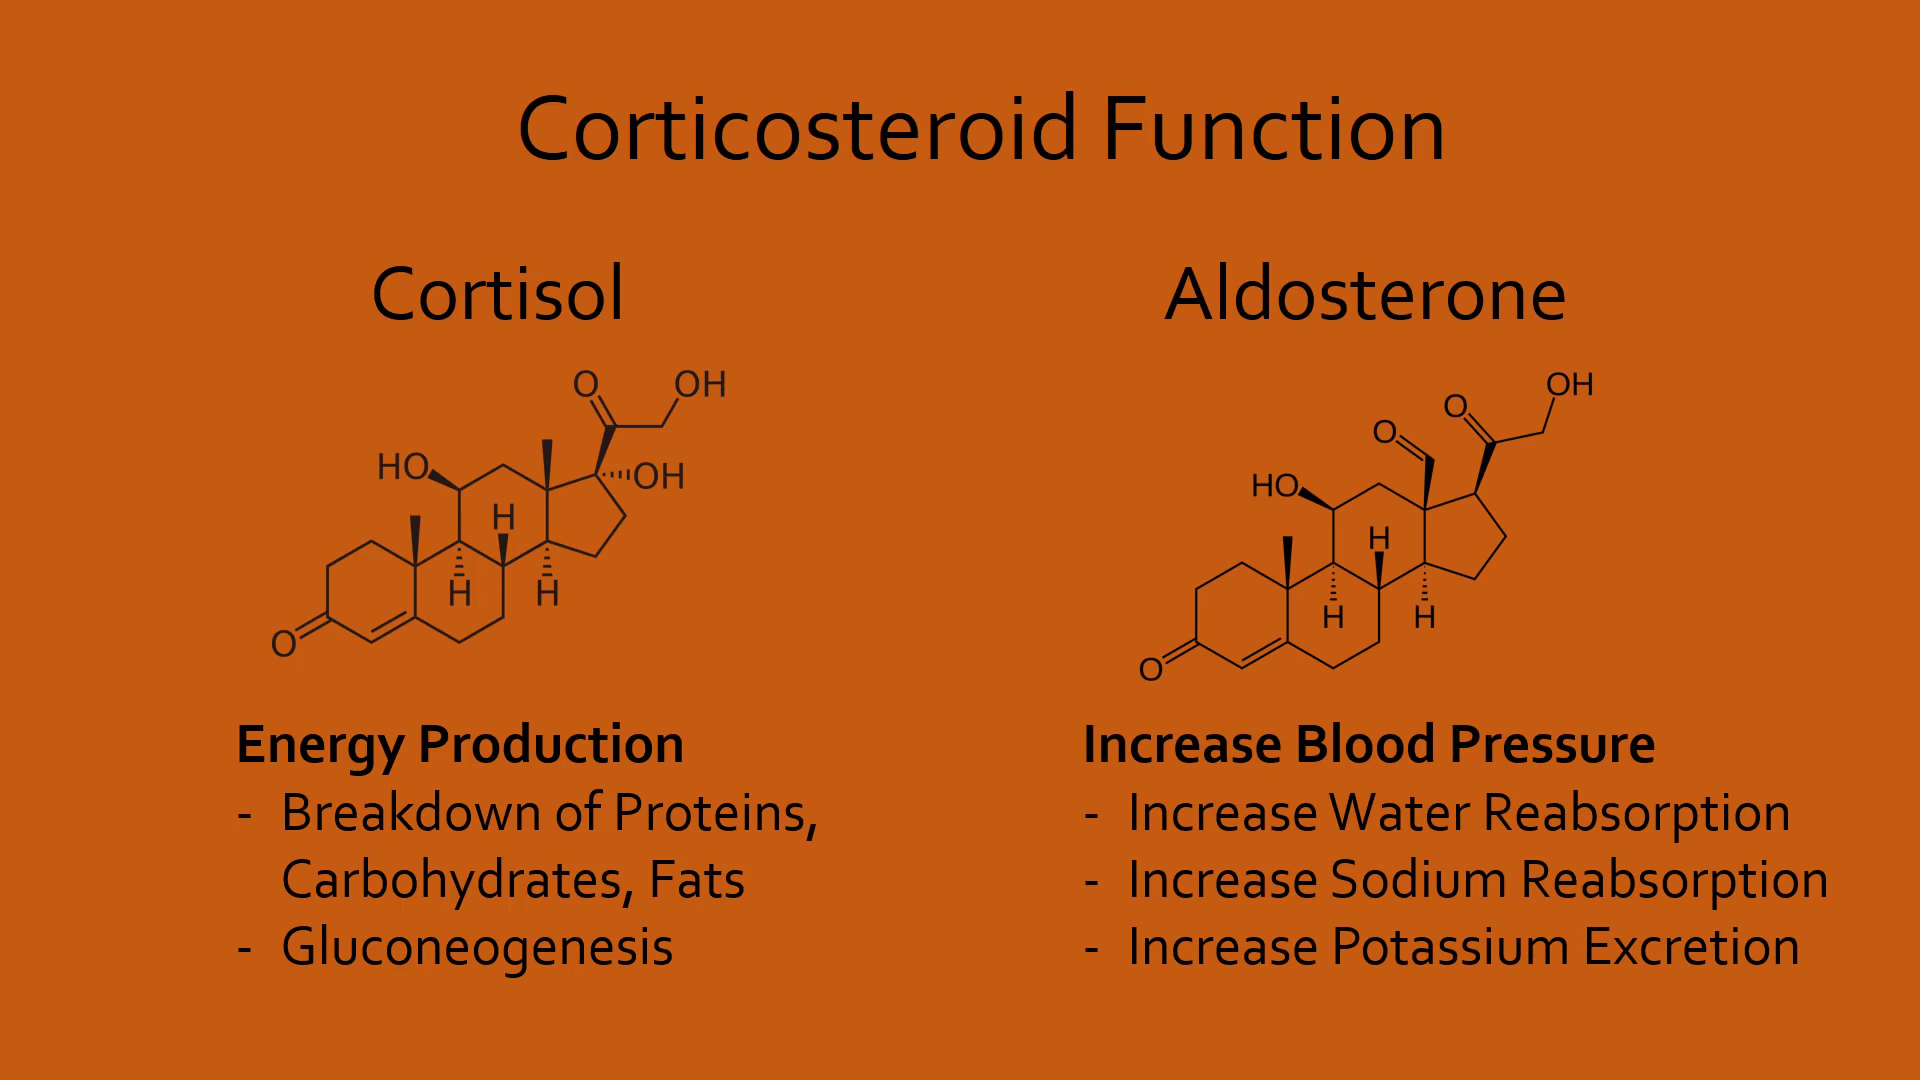 Corticosteroid Function
Cortisol
O
OH
HO
OH
H
H
H
O
Energy Production
- Breakdown of Proteins,
Carbohydrates, Fats
- Gluconeogenesis
Aldosterone
OH
O
O
HO
H
H
H
O
Increase Blood Pressure
- Increase Water Reabsorption
- Increase Sodium Reabsorption
- Increase Potassium Excretion